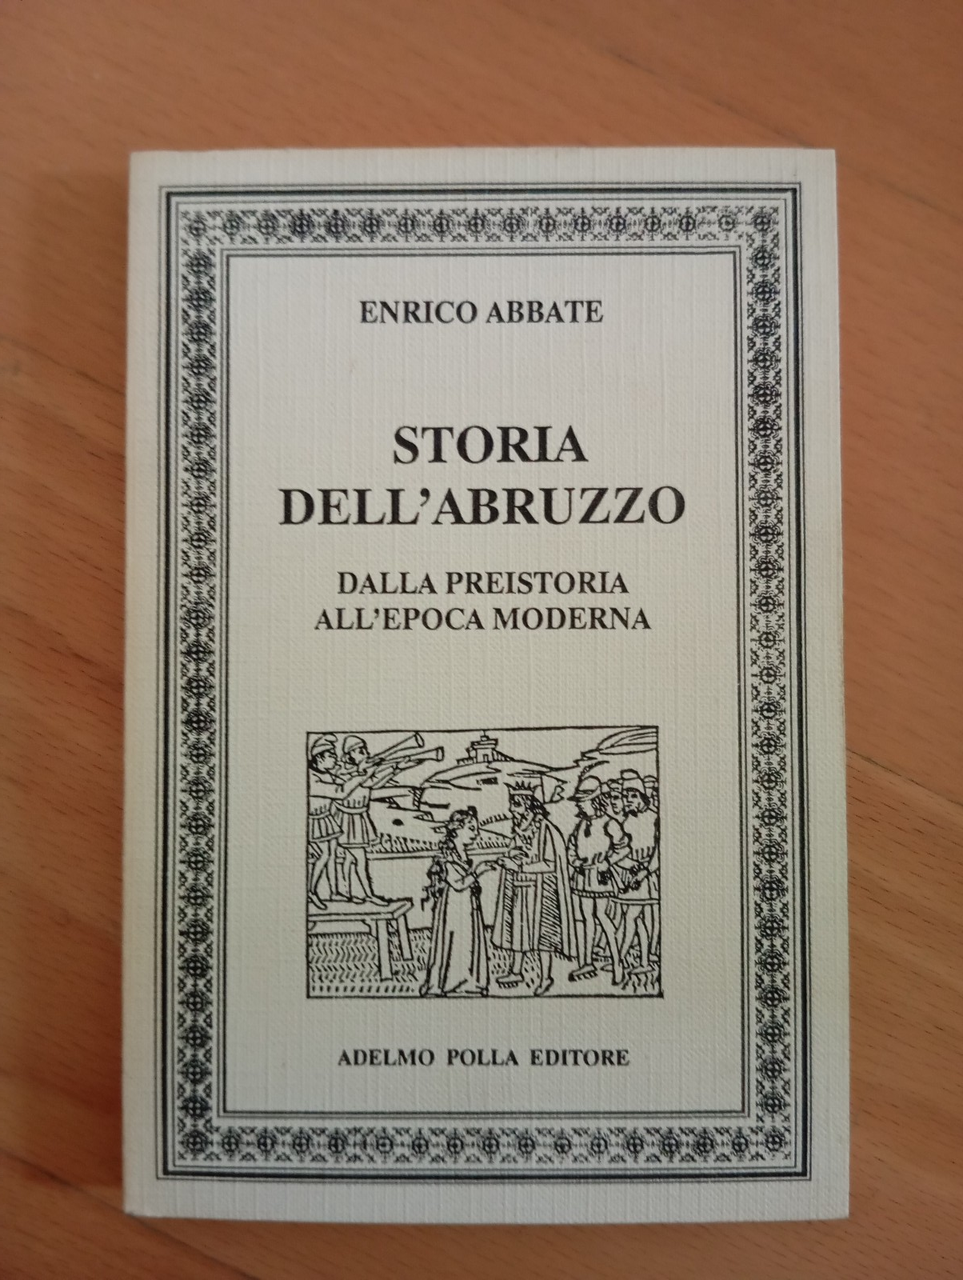 ENRICO ABBATE
STORIA
DELL'ABRUZZO
DALLA PREISTORIA
ALL'EPOCA MODERNA
ADELMO POLLA EDITORE